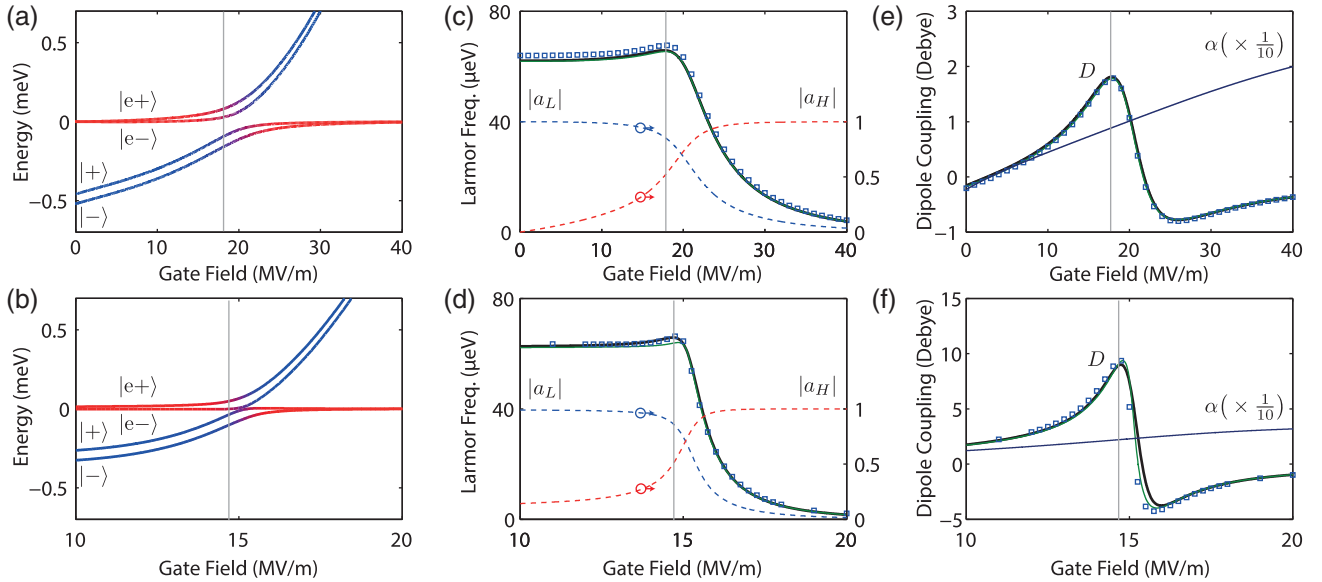 (a)
0.5
0
−0.5
Energy (meV)
|e+⟩
|e−⟩
|+⟩
|−⟩
0 10 20 30 40
Gate Field (MV/m)
(c)
80
40
0
Larmor Freq. (μeV)
|a_L|
|a_H|
1
0.5
0
0 10 20 30 40
Gate Field (MV/m)
(e)
3
2
1
0
−1
Dipole Coupling (Debye)
D
α(× 1/10)
0 10 20 30 40
Gate Field (MV/m)
(b)
0.5
0
−0.5
Energy (meV)
|e+⟩
|e−⟩
|+⟩
|−⟩
10 15 20
Gate Field (MV/m)
(d)
80
40
0
Larmor Freq. (μeV)
|a_L|
|a_H|
1
0.5
0
10 15 20
Gate Field (MV/m)
(f)
15
10
5
0
−5
Dipole Coupling (Debye)
D
α(× 1/10)
10 15 20
Gate Field (MV/m)